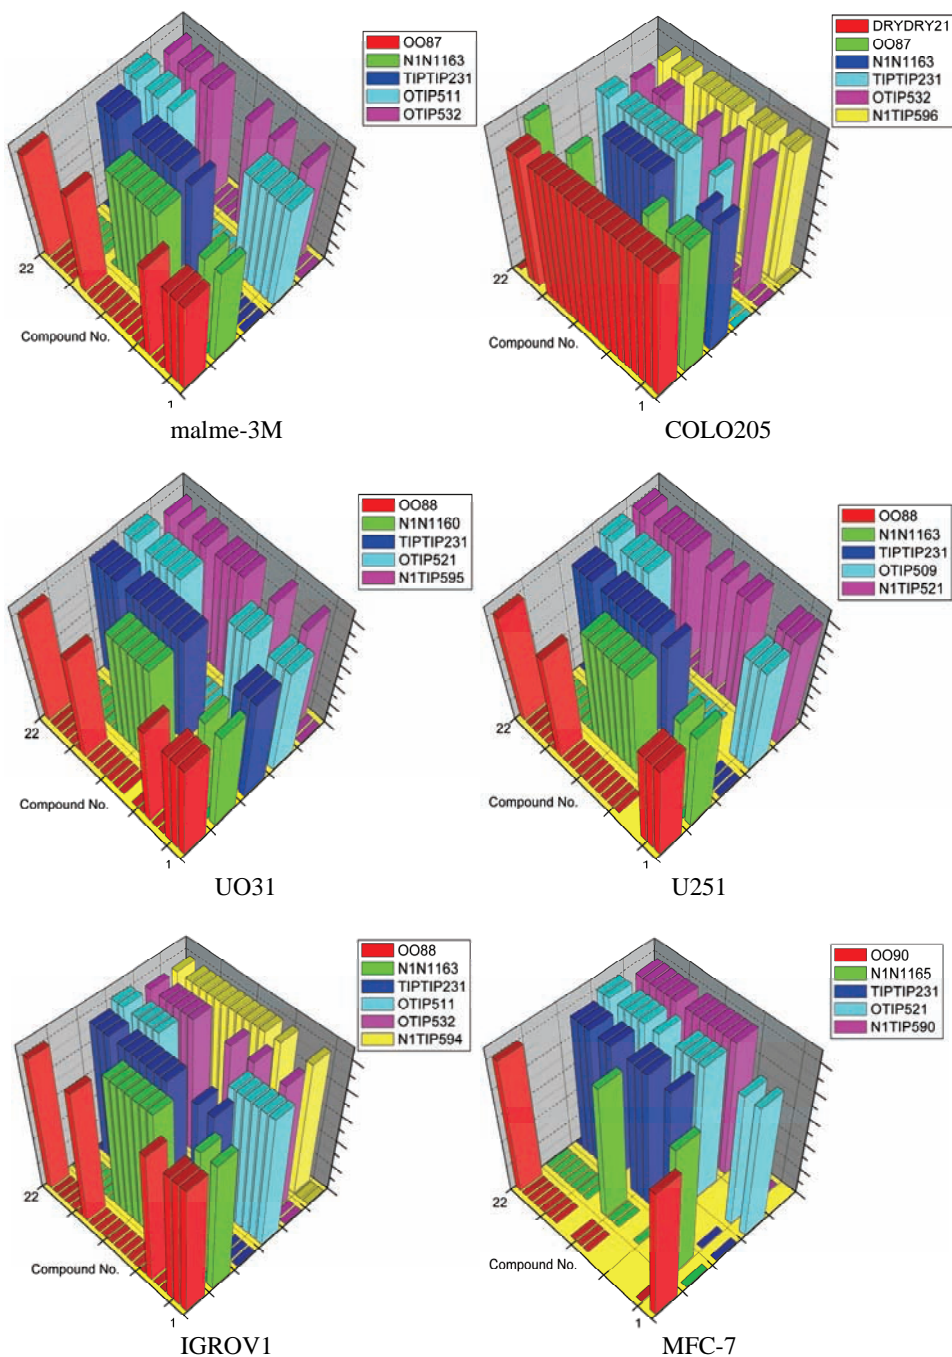 OO87
N1N1163
TIPTIP231
OTIP511
OTIP532
22
Compound No.
1
malme-3M
DRYDRY21
OO87
N1N1163
TIPTIP231
OTIP532
N1TIP596
22
Compound No.
1
COLO205
OO88
N1N1160
TIPTIP231
OTIP521
N1TIP595
22
Compound No.
1
UO31
OO88
N1N1163
TIPTIP231
OTIP509
N1TIP521
22
Compound No.
1
U251
OO88
N1N1163
TIPTIP231
OTIP511
OTIP532
N1TIP594
22
Compound No.
1
IGROV1
OO90
N1N1165
TIPTIP231
OTIP521
N1TIP590
22
Compound No.
1
MFC-7